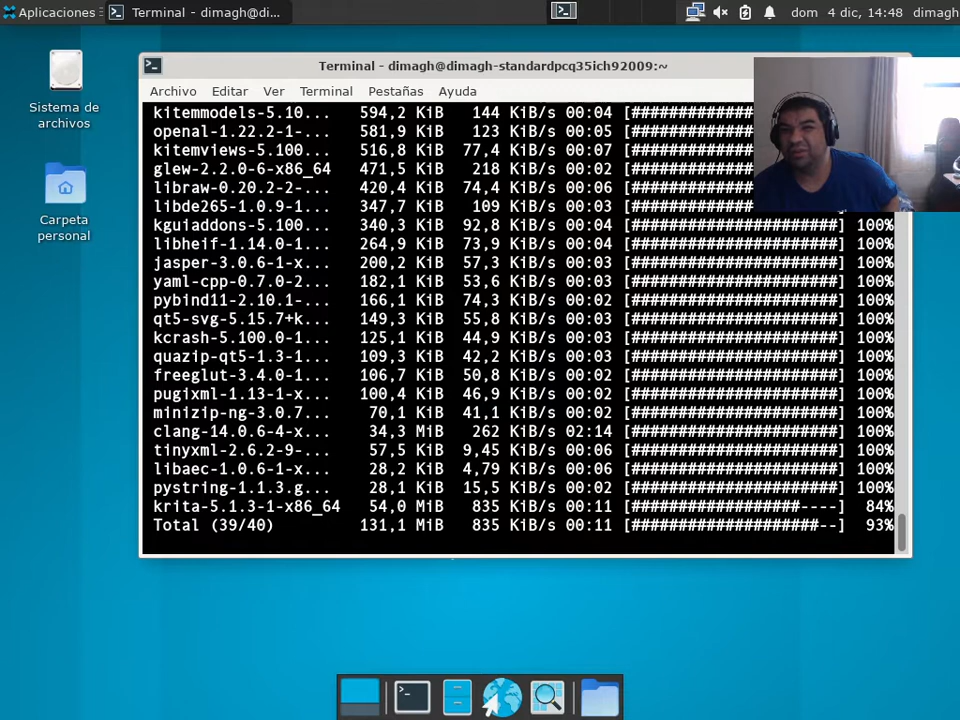 Aplicaciones
Terminal - dimagh@di...
dom 4 dic, 14:48
dimagh
Sistema de
archivos
Carpeta
personal
Terminal - dimagh@dimagh-standardpcq35ich92009:~
Archivo Editar Ver Terminal Pestañas Ayuda
kitemmodels-5.10... 594,2 KiB 144 KiB/s 00:04 [##################
openal-1.22.2-1-... 581,9 KiB 123 KiB/s 00:05 [##################
kitemviews-5.100... 516,8 KiB 77,4 KiB/s 00:07 [##################
glew-2.2.0-6-x86_64 471,5 KiB 218 KiB/s 00:02 [##################
libraw-0.20.2-2-... 420,4 KiB 74,4 KiB/s 00:06 [##################
libde265-1.0.9-1... 347,7 KiB 109 KiB/s 00:03 [##################
kguiaddons-5.100... 340,3 KiB 92,8 KiB/s 00:04 [######################] 100%
libheif-1.14.0-1... 264,9 KiB 73,9 KiB/s 00:04 [######################] 100%
jasper-3.0.6-1-x... 200,2 KiB 57,3 KiB/s 00:03 [######################] 100%
yaml-cpp-0.7.0-2... 182,1 KiB 53,6 KiB/s 00:03 [######################] 100%
pybind11-2.10.1-... 166,1 KiB 74,3 KiB/s 00:02 [######################] 100%
qt5-svg-5.15.7+k... 149,3 KiB 55,8 KiB/s 00:03 [######################] 100%
kcrash-5.100.0-1... 125,1 KiB 44,9 KiB/s 00:03 [######################] 100%
quazip-qt5-1.3-1... 109,3 KiB 42,2 KiB/s 00:03 [######################] 100%
freeglut-3.4.0-1... 106,7 KiB 50,8 KiB/s 00:02 [######################] 100%
pugixml-1.13-1-x... 100,4 KiB 46,9 KiB/s 00:02 [######################] 100%
minizip-ng-3.0.7... 70,1 KiB 41,1 KiB/s 00:02 [######################] 100%
clang-14.0.6-4-x... 34,3 MiB 262 KiB/s 02:14 [######################] 100%
tinyxml-2.6.2-9-... 57,5 KiB 9,45 KiB/s 00:06 [######################] 100%
libaec-1.0.6-1-x... 28,2 KiB 4,79 KiB/s 00:06 [######################] 100%
pystring-1.1.3.g... 28,1 KiB 15,5 KiB/s 00:02 [######################] 100%
krita-5.1.3-1-x86_64 54,0 MiB 835 KiB/s 00:11 [##################----] 84%
Total (39/40) 131,1 MiB 835 KiB/s 00:11 [####################--] 93%